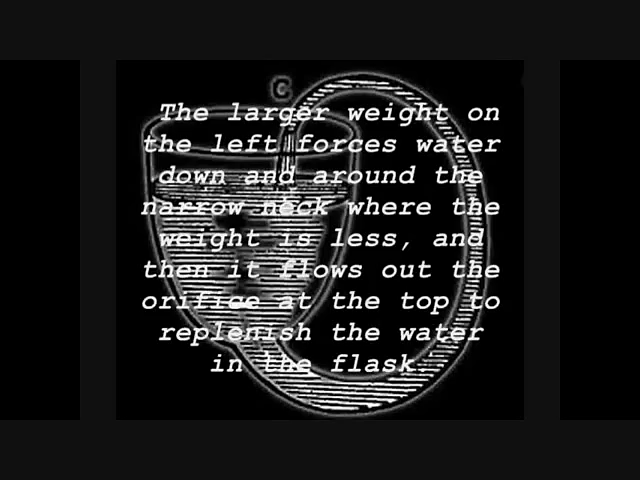 C
The larger weight on
the left forces water
down and around the
narrow neck where the
weight is less, and
then it flows out the
orifice at the top to
replenish the water
in the flask.